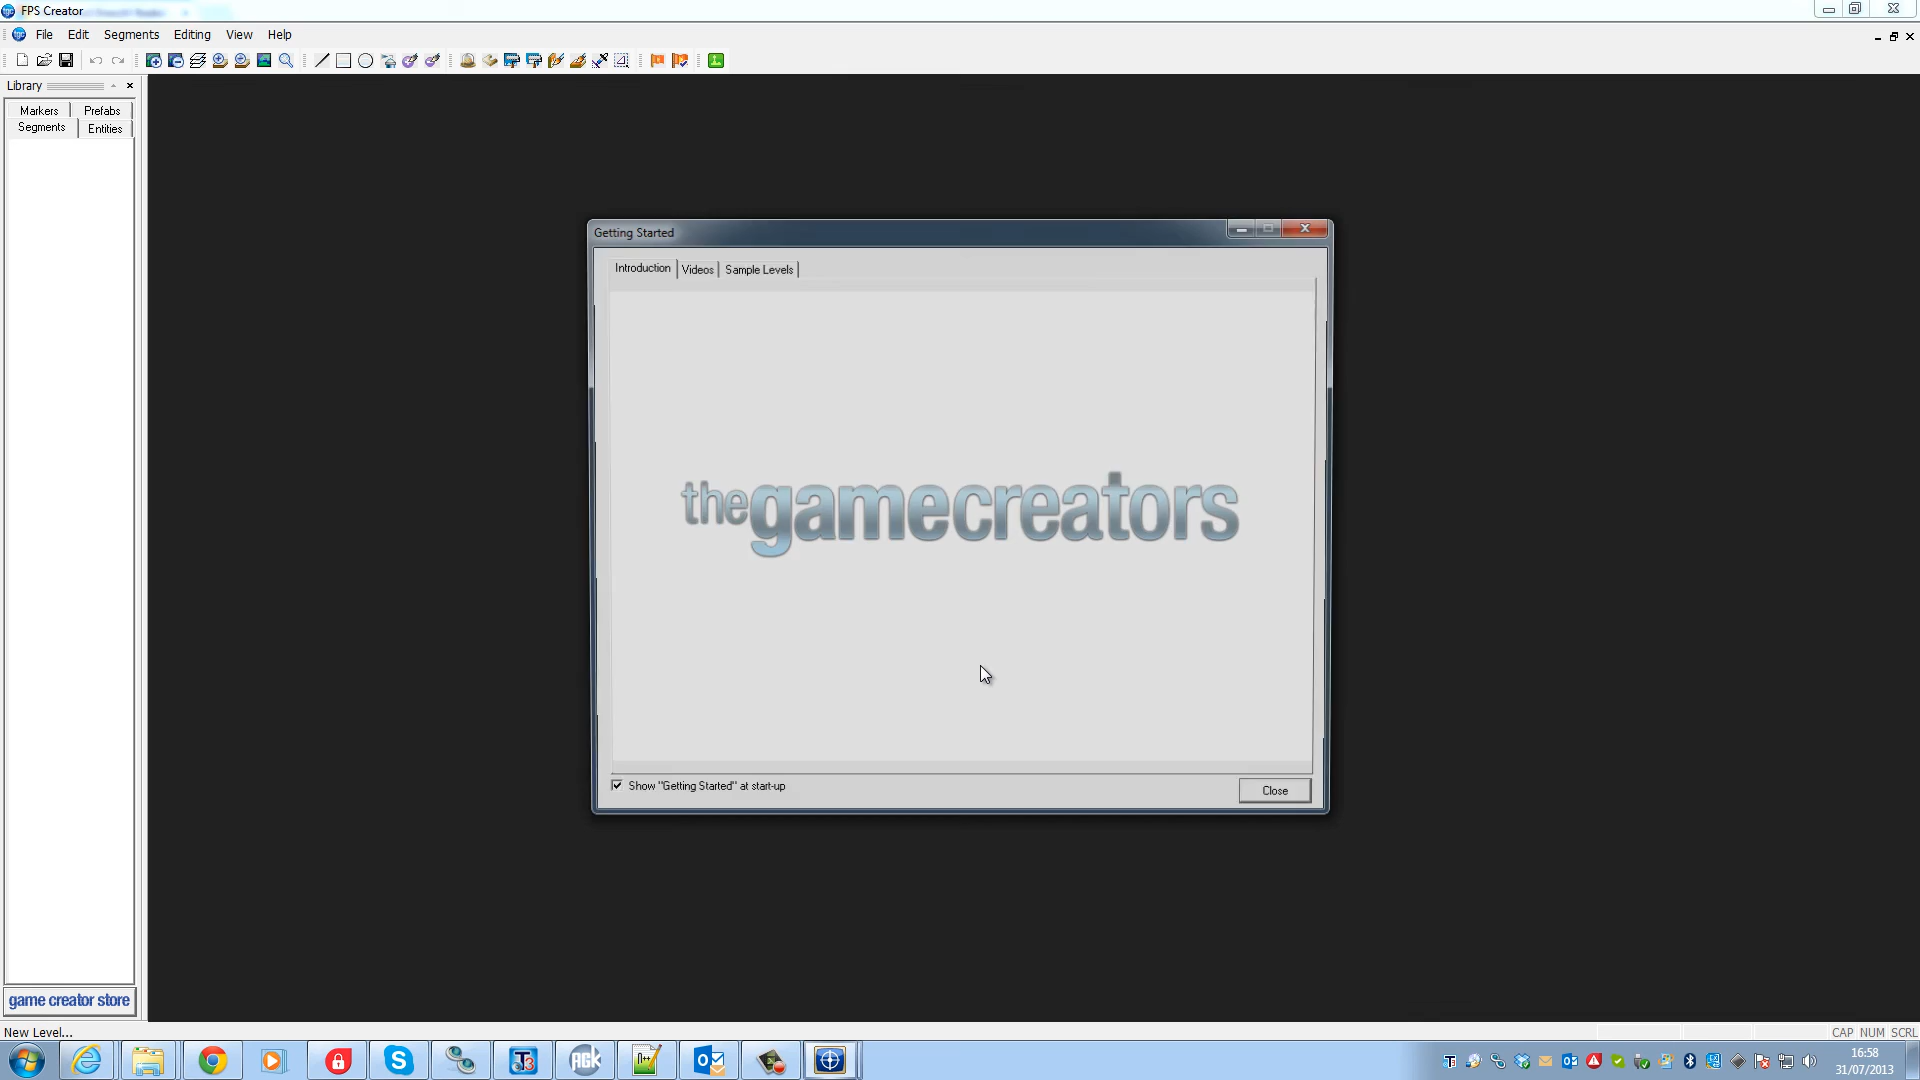 FPS Creator
File Edit Segments Editing View Help
Library
Markers Prefabs
Segments Entities
Getting Started
Introduction Videos Sample Levels
thegamecreators
Show "Getting Started" at start-up
Close
game creator store
New Level...
CAP NUM SCRL
16:58
31/07/2013